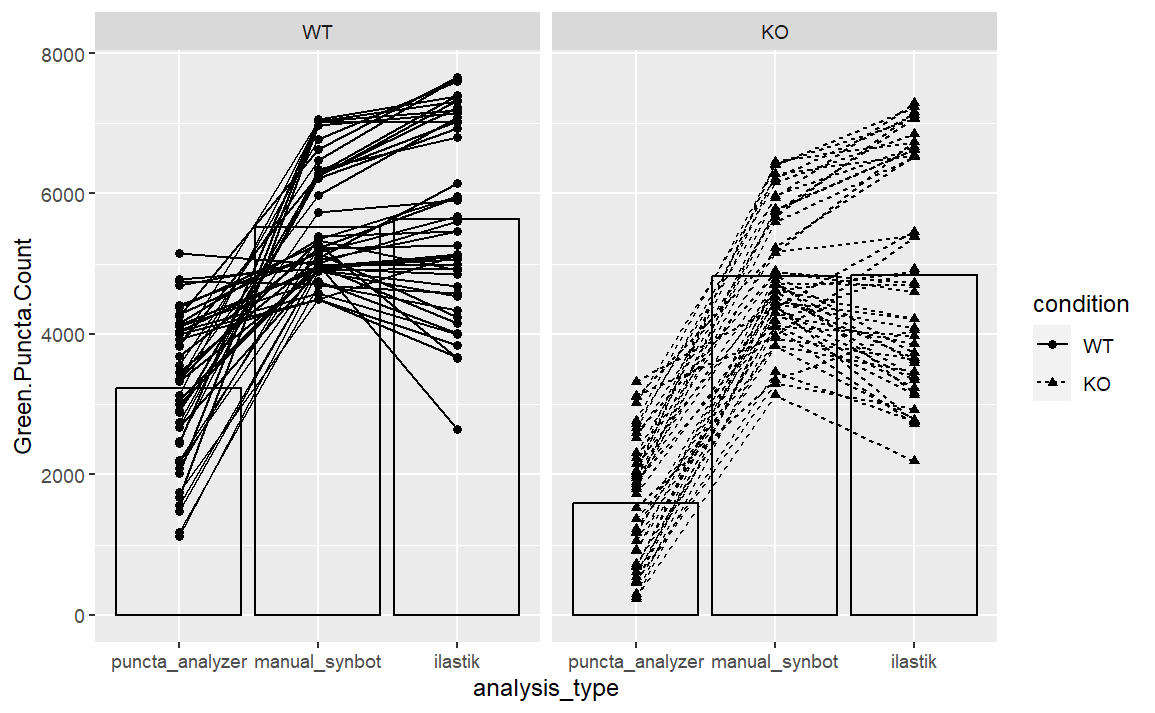 WT
KO
8000
6000
4000
2000
0
Green.Puncta.Count
puncta_analyzer manual_synbot ilastik
puncta_analyzer manual_synbot ilastik
analysis_type
condition
WT
KO